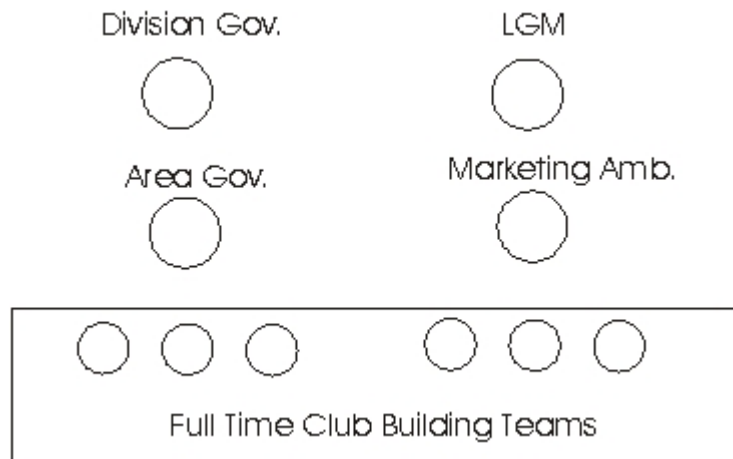 Division Gov.
LGM
Area Gov.
Marketing Amb.
Full Time Club Building Teams